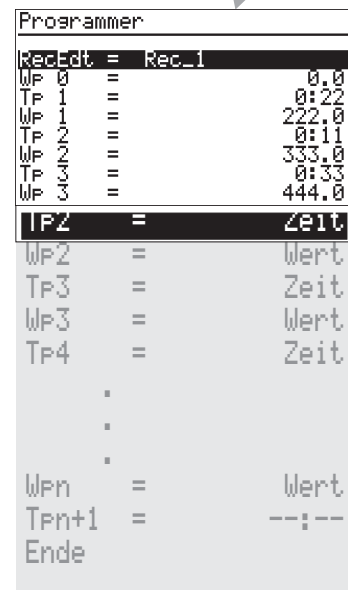 Programmer
RecEdt = Rec_1
Wp 0 = 0.0
Tp 1 = 0:22
Wp 1 = 222.0
Tp 2 = 0:11
Wp 2 = 333.0
Tp 3 = 0:33
Wp 3 = 444.0
Tp2 = Zeit
Wp2 = Wert
Tp3 = Zeit
Wp3 = Wert
Tp4 = Zeit
.
.
.
Wpn = Wert
Tpn+1 = --:--
Ende